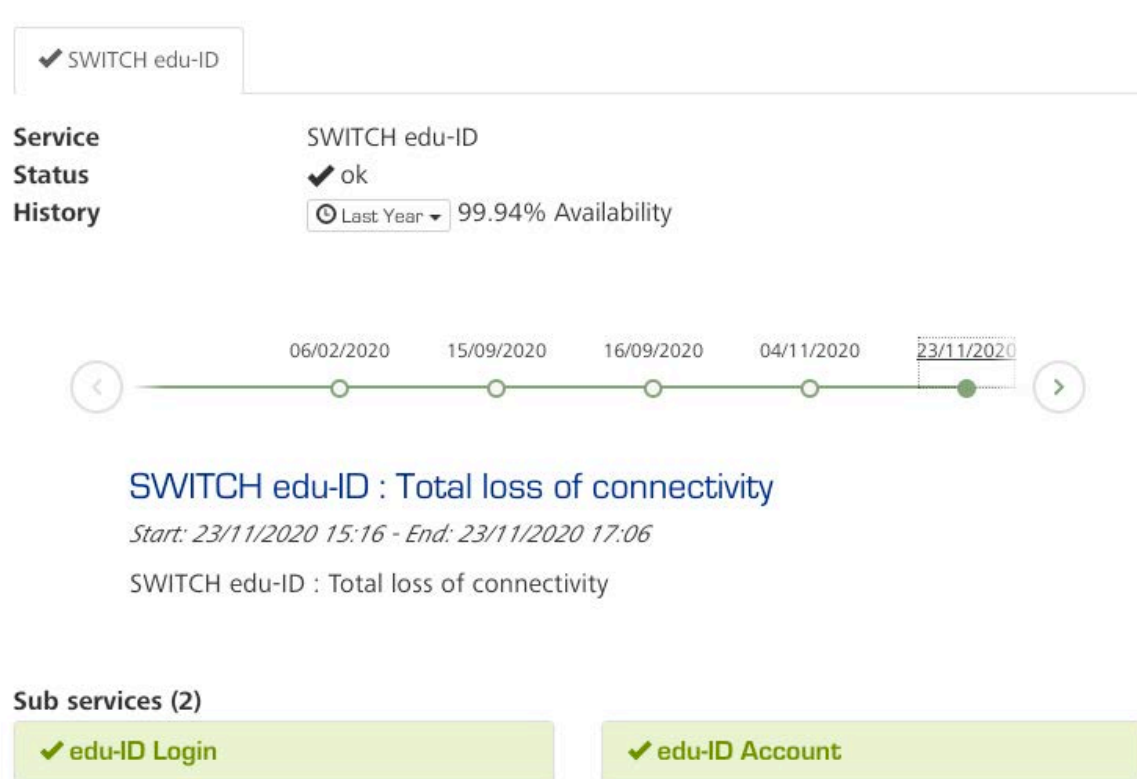 SWITCH edu-ID
Service SWITCH edu-ID
Status ok
History Last Year 99.94% Availability
06/02/2020 15/09/2020 16/09/2020 04/11/2020 23/11/2020
SWITCH edu-ID : Total loss of connectivity
Start: 23/11/2020 15:16 - End: 23/11/2020 17:06
SWITCH edu-ID : Total loss of connectivity
Sub services (2)
edu-ID Login edu-ID Account